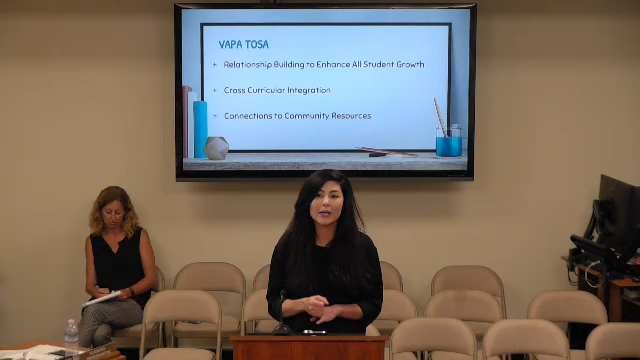 VAPA TOSA
+ Relationship Building to Enhance All Student Growth
+ Cross Curricular Integration
+ Connections to Community Resources